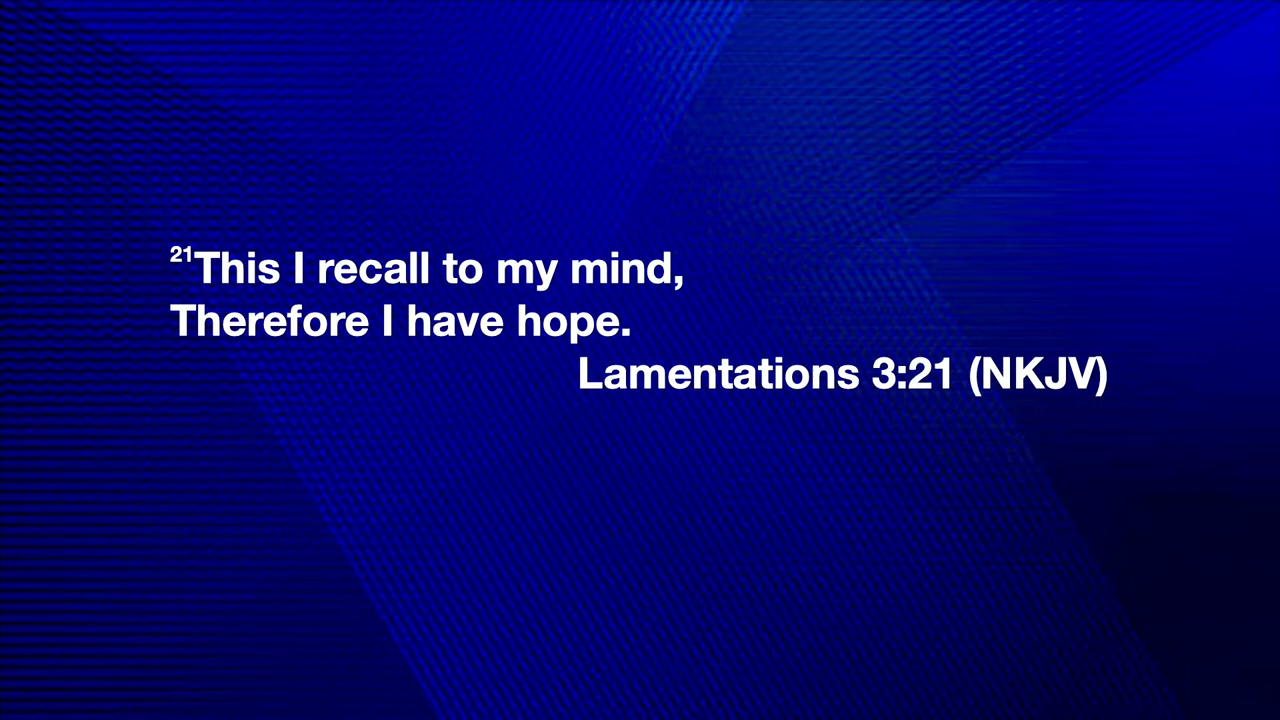 21This I recall to my mind,
Therefore I have hope.
Lamentations 3:21 (NKJV)